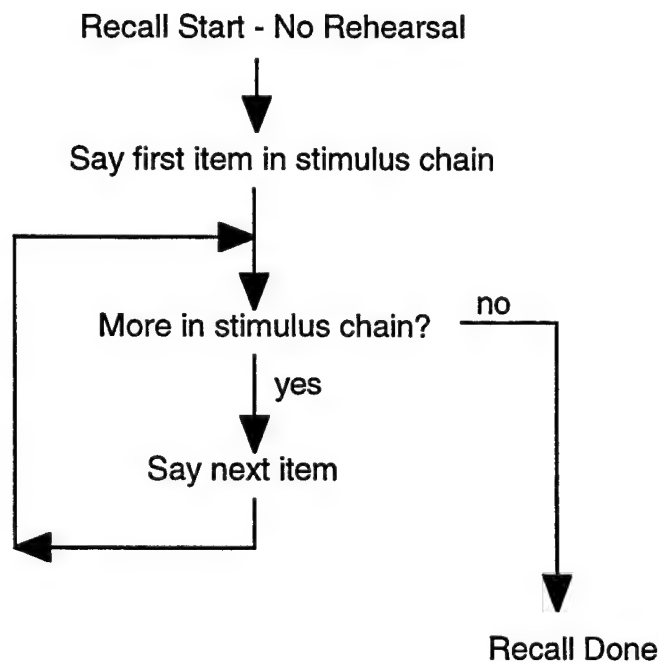 Recall Start - No Rehearsal
Say first item in stimulus chain
no
More in stimulus chain?
yes
Say next item
Recall Done